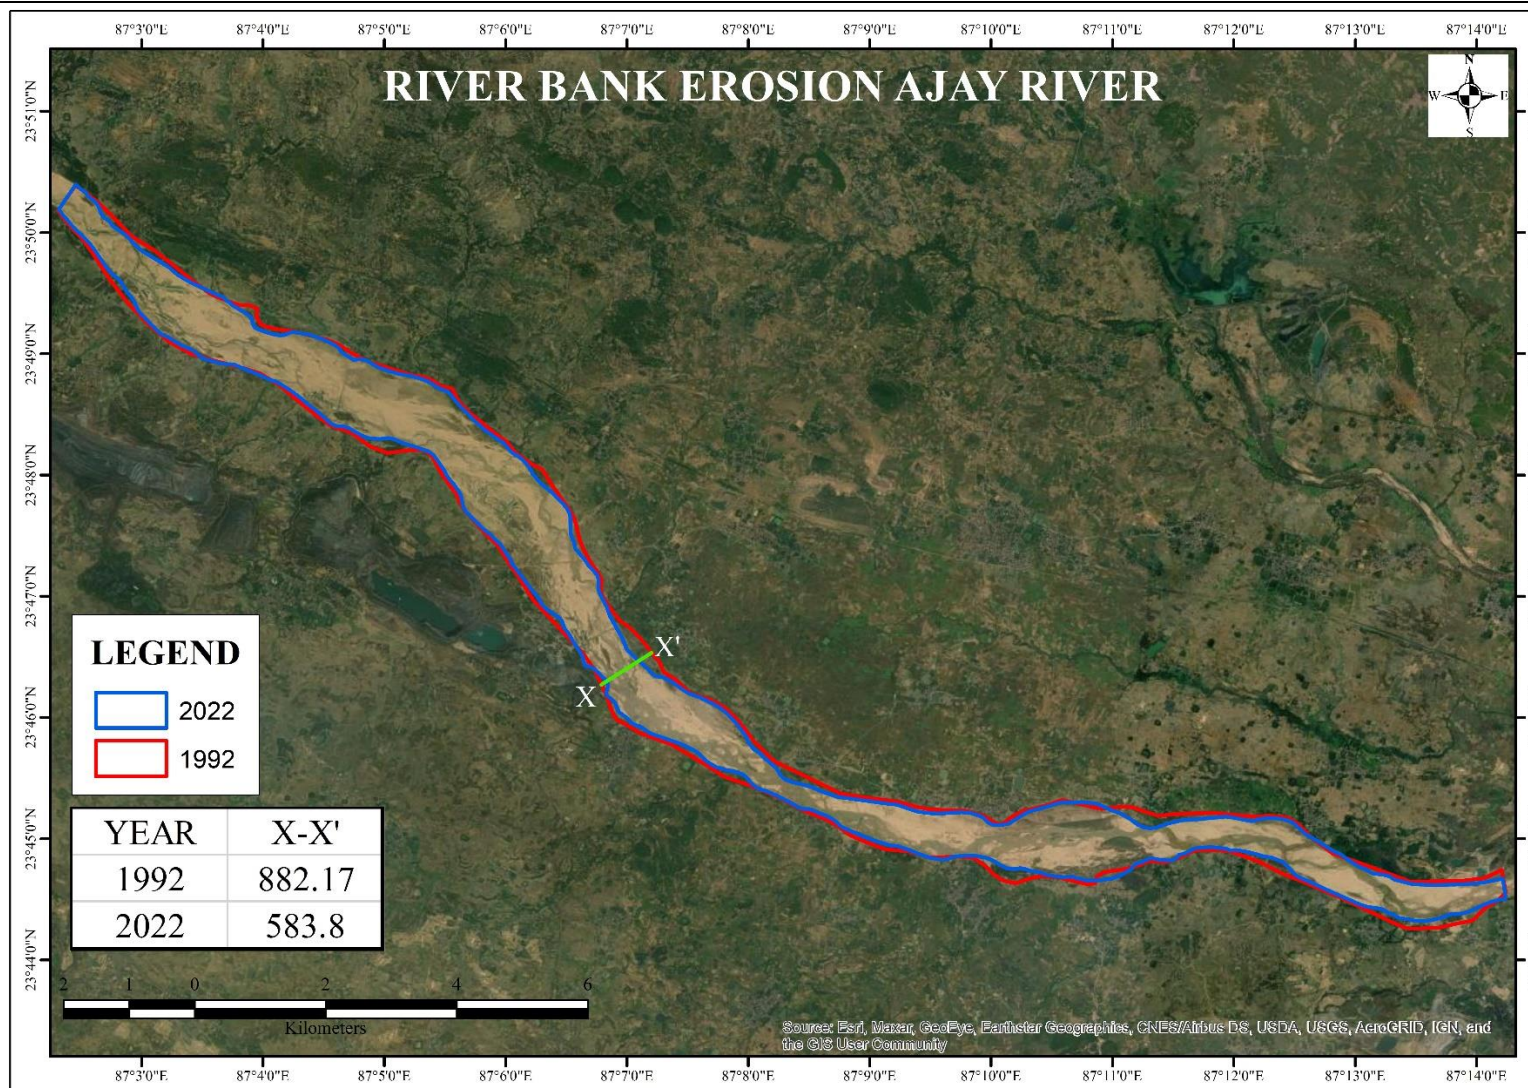 87°3'0"E 87°4'0"E 87°5'0"E 87°6'0"E 87°7'0"E 87°8'0"E 87°9'0"E 87°10'0"E 87°11'0"E 87°12'0"E 87°13'0"E 87°14'0"E
RIVER BANK EROSION AJAY RIVER
N
W E
S
23°51'0"N
23°50'0"N
23°49'0"N
23°48'0"N
23°47'0"N
23°46'0"N
23°45'0"N
23°44'0"N
X'
X
LEGEND
2022
1992
YEAR X-X'
1992 882.17
2022 583.8
2 1 0 2 4 6
Kilometers
Source: Esri, Maxar, GeoEye, Earthstar Geographics, CNES/Airbus DS, USDA, USGS, AeroGRID, IGN, and
the GIS User Community
87°3'0"E 87°4'0"E 87°5'0"E 87°6'0"E 87°7'0"E 87°8'0"E 87°9'0"E 87°10'0"E 87°11'0"E 87°12'0"E 87°13'0"E 87°14'0"E